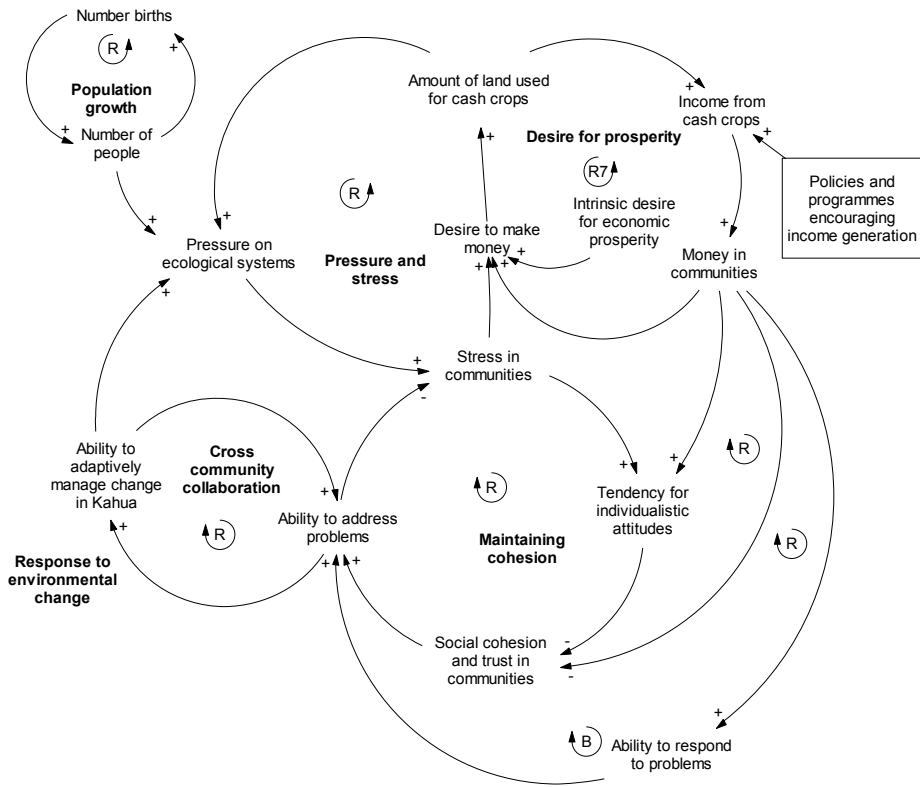 Number births
+
R
Population
growth
+
Number of
people
+
Amount of land used
for cash crops
+
Income from
cash crops
+
Desire for prosperity
R7
+
R
Policies and
programmes
encouraging
income generation
Intrinsic desire
for economic
prosperity
+
Pressure on
ecological systems
+
Pressure and
stress
Desire to make
money
+
+
+
+
Money in
communities
Stress in
communities
+
-
Ability to
adaptively
manage change
in Kahua
+
Cross
community
collaboration
R
+
Ability to address
problems
+
+
R
Maintaining
cohesion
+
+
Tendency for
individualistic
attitudes
R
R
Response to
environmental
change
Social cohesion
and trust in
communities
-
-
+
B
Ability to respond
to problems